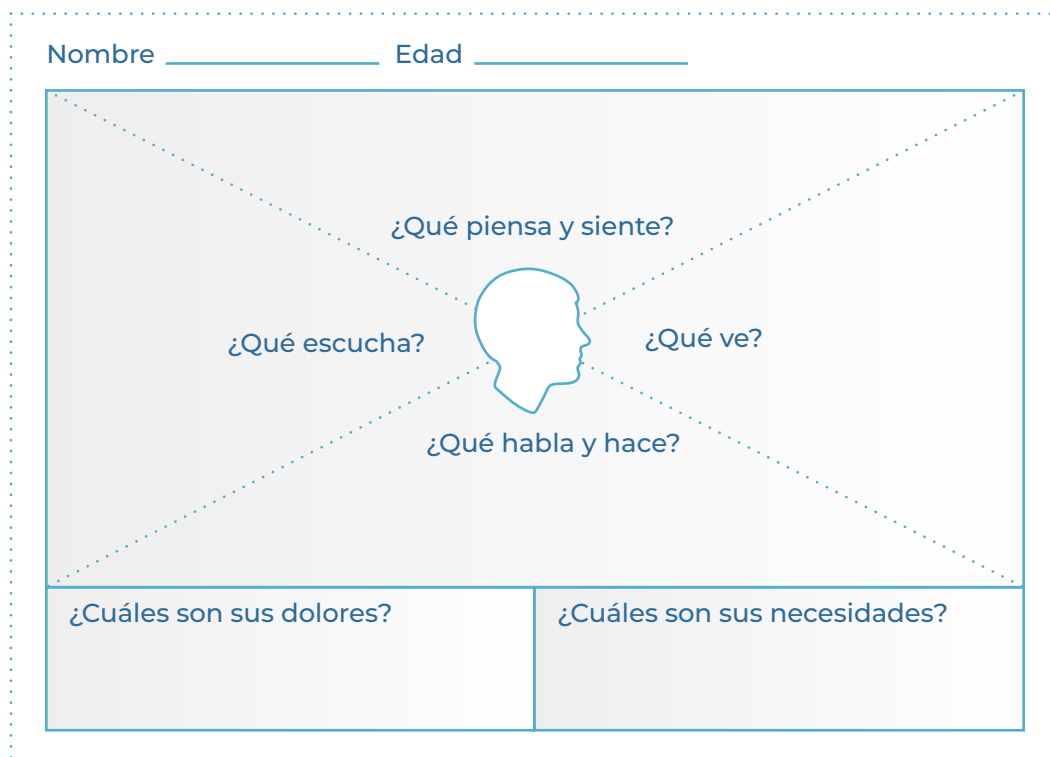 Nombre Edad
¿Qué piensa y siente?
¿Qué escucha?
¿Qué ve?
¿Qué habla y hace?
¿Cuáles son sus dolores?
¿Cuáles son sus necesidades?